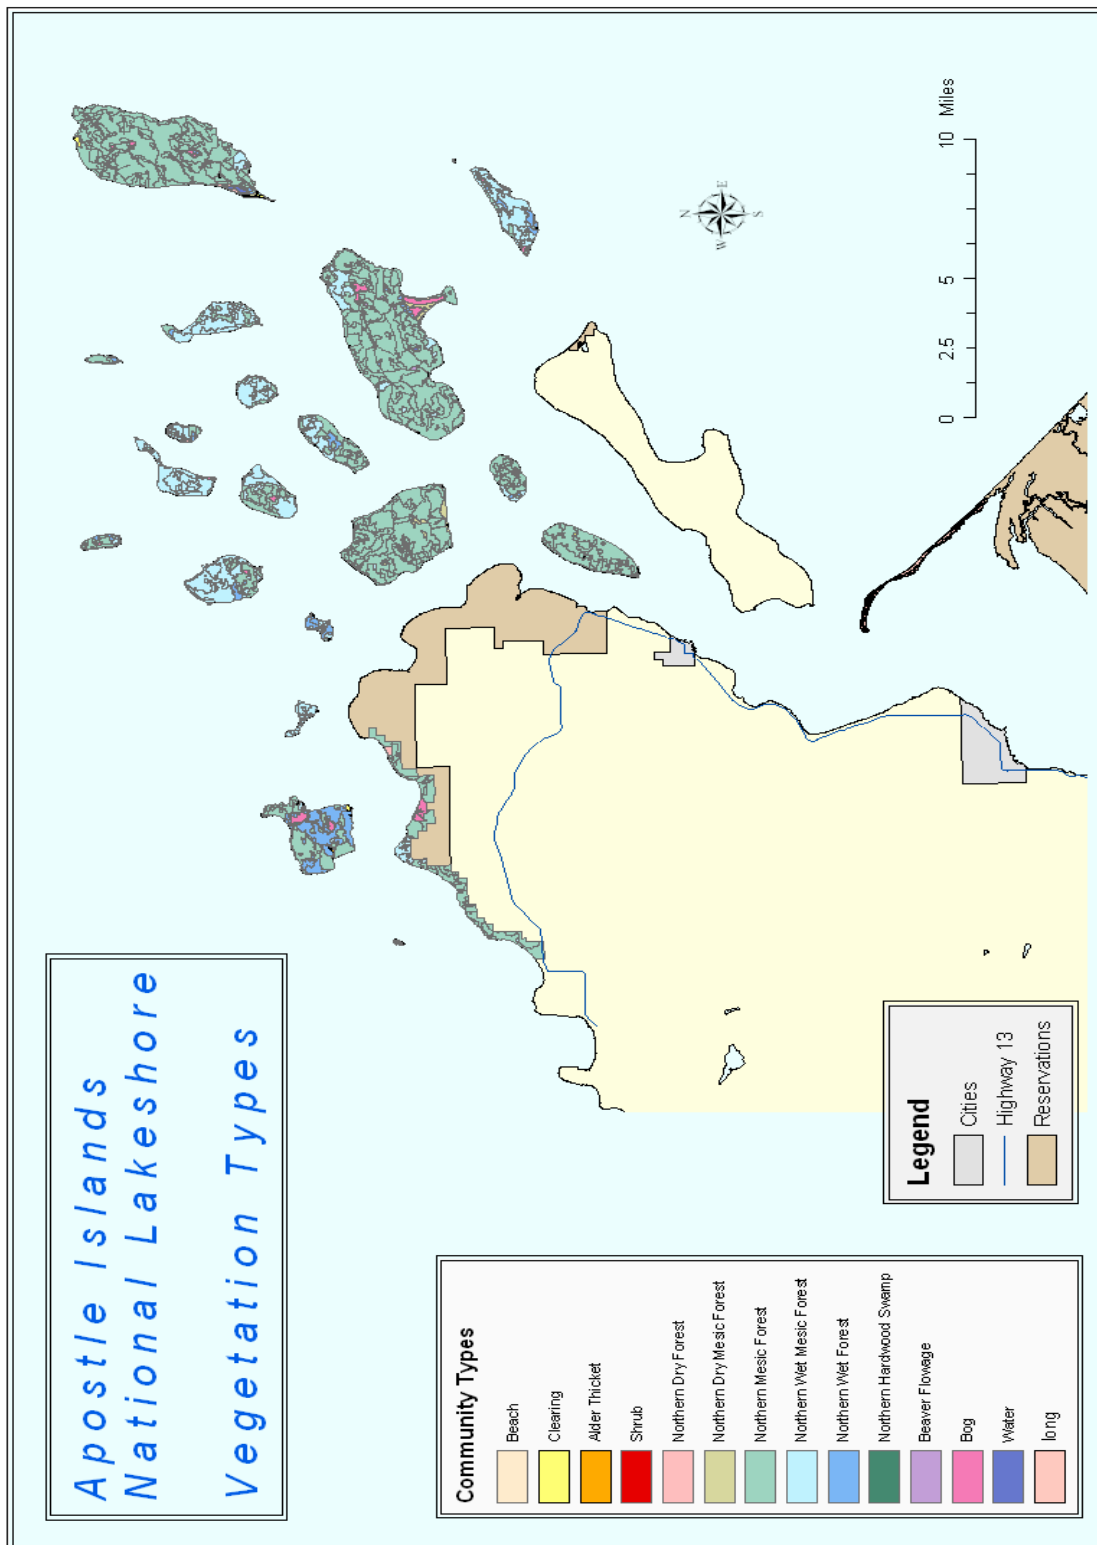 Apostle Islands
National Lakeshore
Vegetation Types
Community Types
Beach
Clearing
Alder Thicket
Shrub
Northern Dry Forest
Northern Dry Mesic Forest
Northern Mesic Forest
Northern Wet Mesic Forest
Northern Wet Forest
Northern Hardwood Swamp
Beaver Flowage
Bog
Water
long
Legend
Cities
Highway 13
Reservations
N
W E
S
0 2.5 5 10 Miles